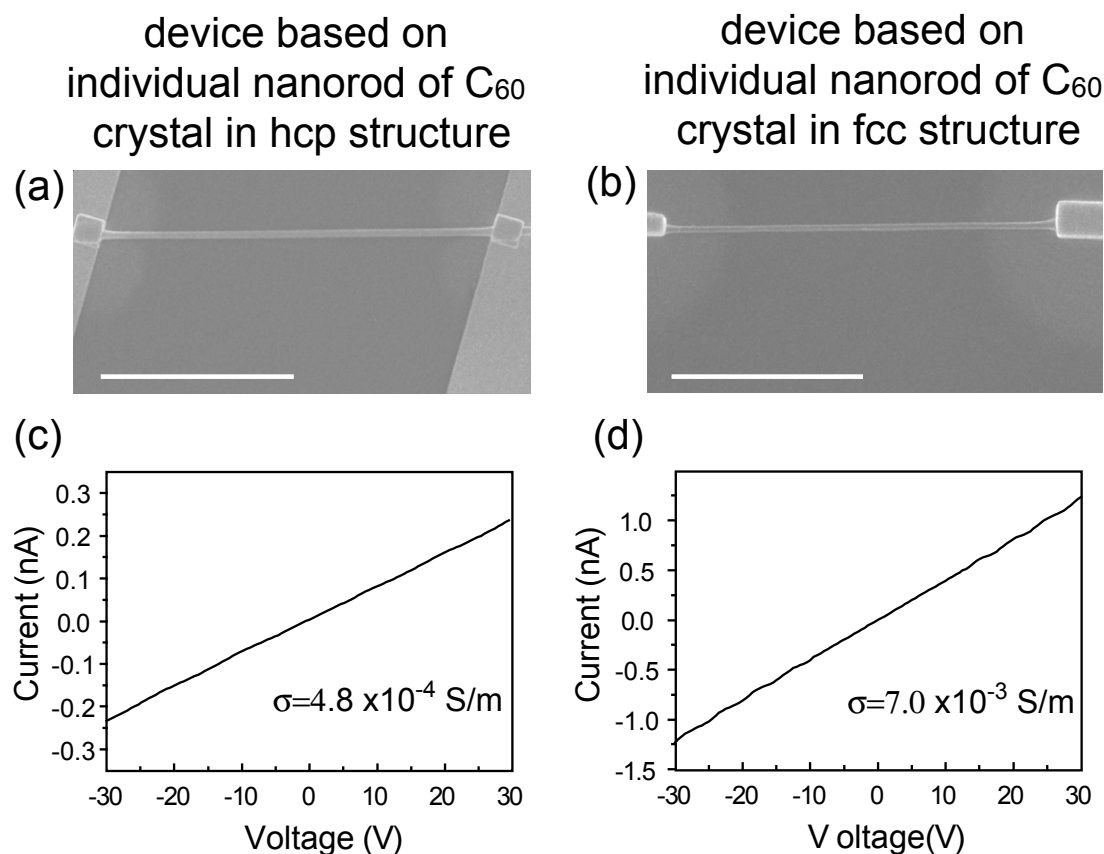 device based on
individual nanorod of C₆₀
crystal in hcp structure
device based on
individual nanorod of C₆₀
crystal in fcc structure
(a)
(b)
(c)
Current (nA)
0.3
0.2
0.1
0.0
-0.1
-0.2
-0.3
σ=4.8 x10⁻⁴ S/m
-30 -20 -10 0 10 20 30
Voltage (V)
(d)
Current (nA)
1.0
0.5
0.0
-0.5
-1.0
-1.5
σ=7.0 x10⁻³ S/m
-30 -20 -10 0 10 20 30
V oltage(V)